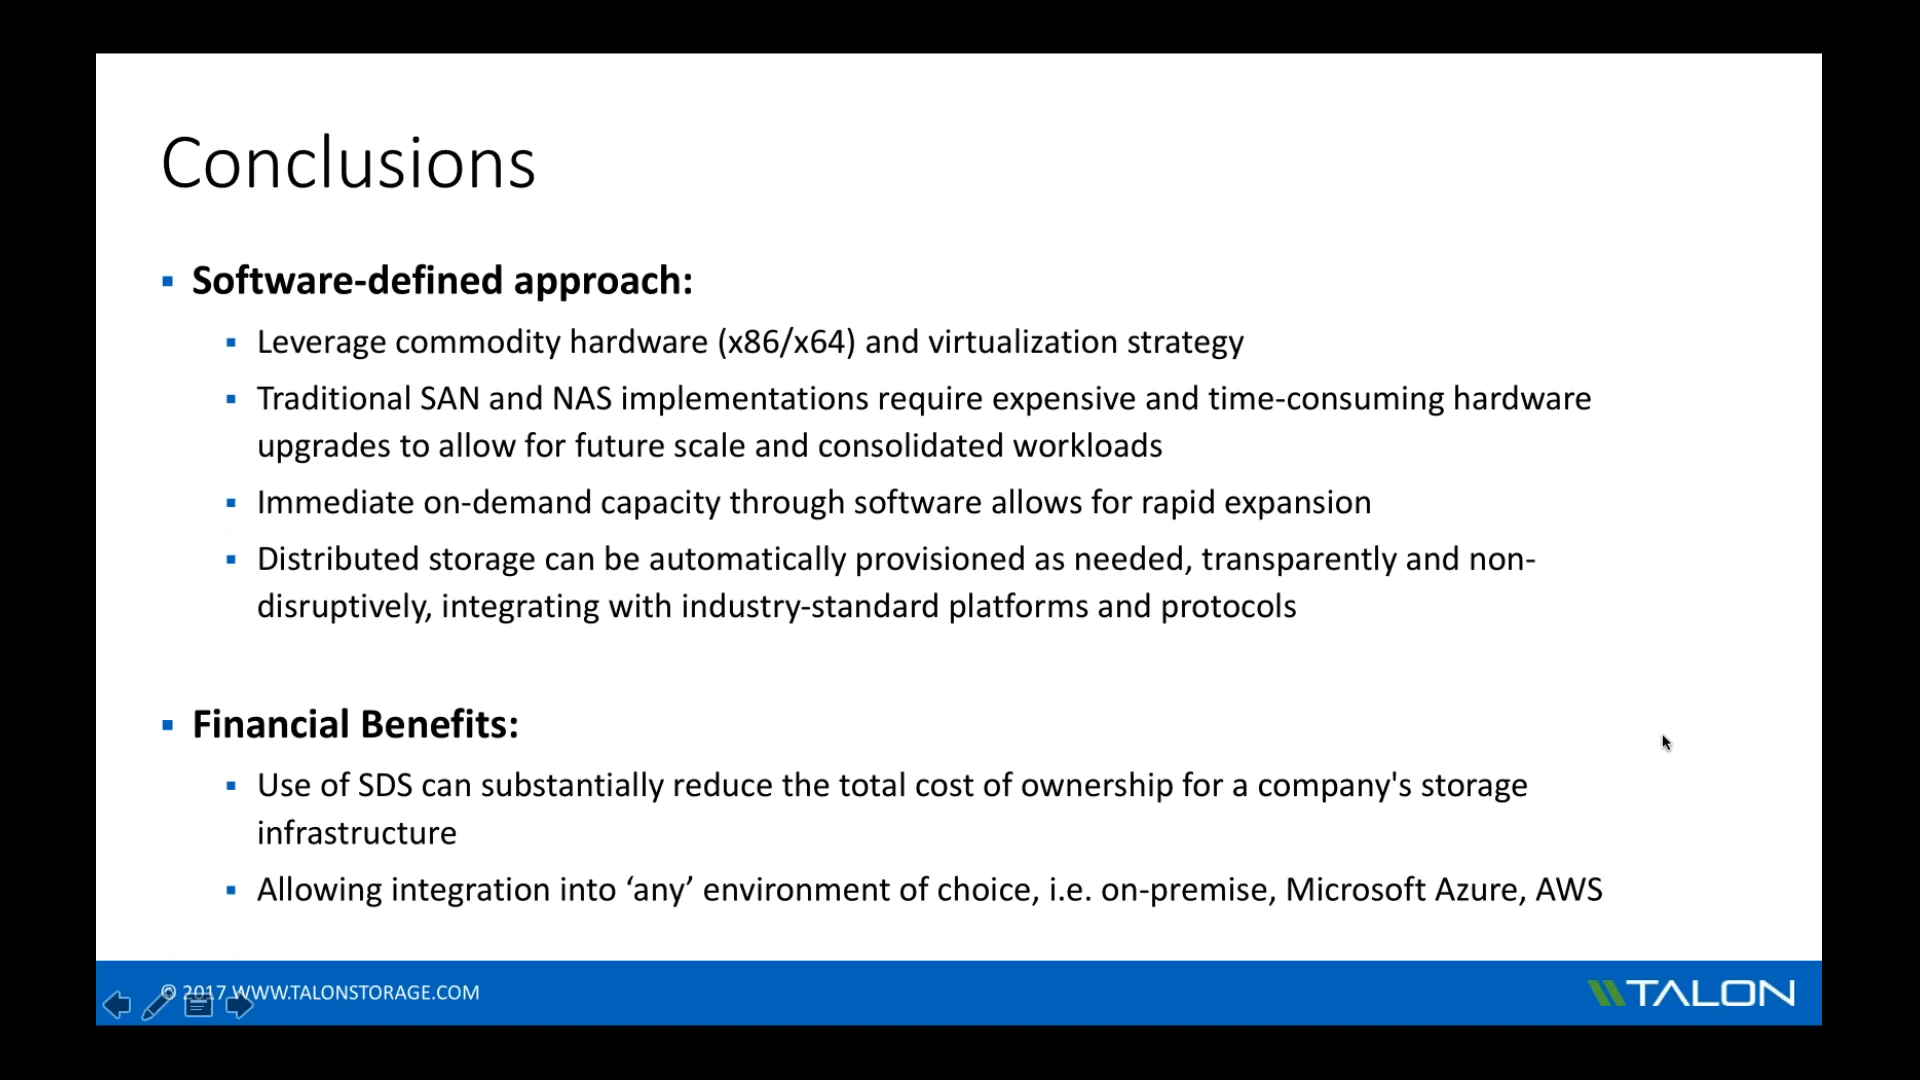 Conclusions
▪ Software-defined approach:
▪ Leverage commodity hardware (x86/x64) and virtualization strategy
▪ Traditional SAN and NAS implementations require expensive and time-consuming hardware
upgrades to allow for future scale and consolidated workloads
▪ Immediate on-demand capacity through software allows for rapid expansion
▪ Distributed storage can be automatically provisioned as needed, transparently and non-
disruptively, integrating with industry-standard platforms and protocols
▪ Financial Benefits:
▪ Use of SDS can substantially reduce the total cost of ownership for a company's storage
infrastructure
▪ Allowing integration into ‘any’ environment of choice, i.e. on-premise, Microsoft Azure, AWS
© 2017 WWW.TALONSTORAGE.COM
TALON